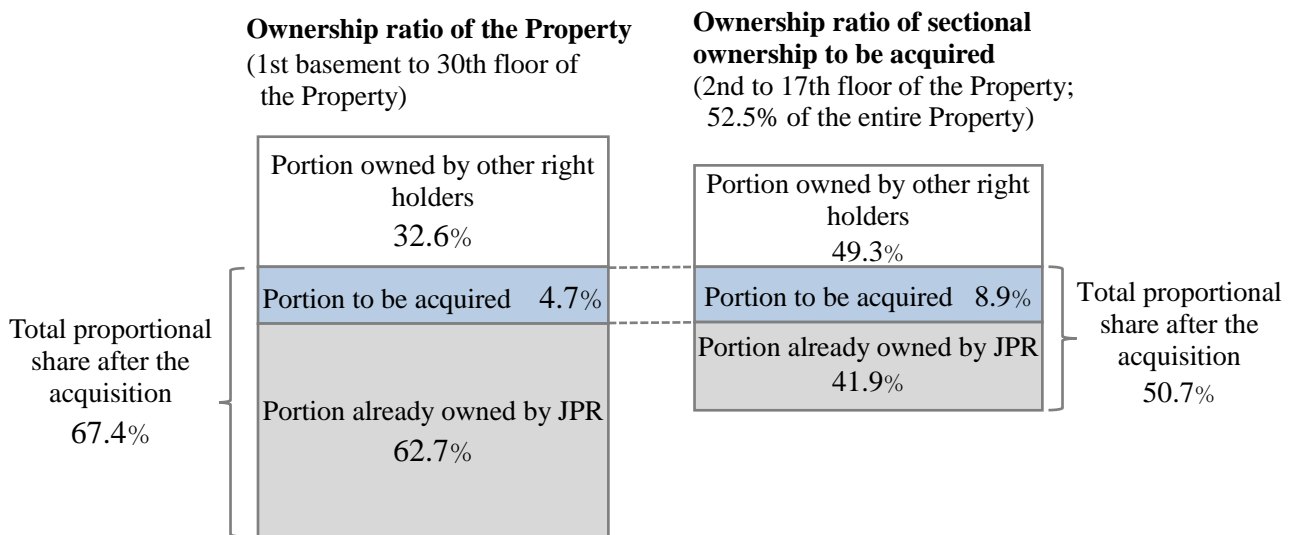 Ownership ratio of the Property
(1st basement to 30th floor of
the Property)
Portion owned by other right
holders
32.6%
Portion to be acquired 4.7%
Portion already owned by JPR
62.7%
Total proportional
share after the
acquisition
67.4%
Ownership ratio of sectional
ownership to be acquired
(2nd to 17th floor of the Property;
52.5% of the entire Property)
Portion owned by other right
holders
49.3%
Portion to be acquired 8.9%
Portion already owned by JPR
41.9%
Total proportional
share after the
acquisition
50.7%